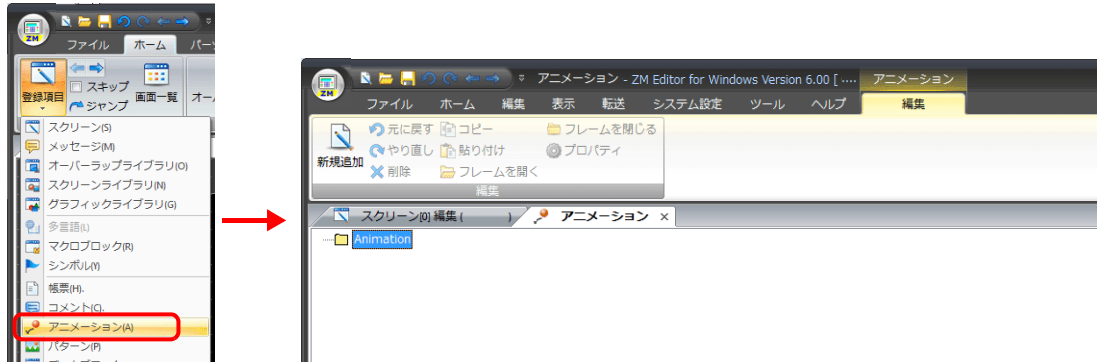 ZM
ファイル ホーム
登録項目
スキップ
ジャンプ
画面一覧
スクリーン(S)
メッセージ(M)
オーバーラップライブラリ(O)
スクリーンライブラリ(N)
グラフィックライブラリ(G)
多言語(L)
マクロブロック(R)
シンボル(Y)
帳票(H).
コメント(C).
アニメーション(A)
パターン(P)
ZM
アニメーション - ZM Editor for Windows Version 6.00 [ ····
アニメーション
ファイル ホーム 編集 表示 転送 システム設定 ツール ヘルプ 編集
新規追加
元に戻す コピー フレームを閉じる
やり直し 貼り付け プロパティ
削除 フレームを開く
編集
スクリーン[0] 編集 ( ) アニメーション ×
Animation